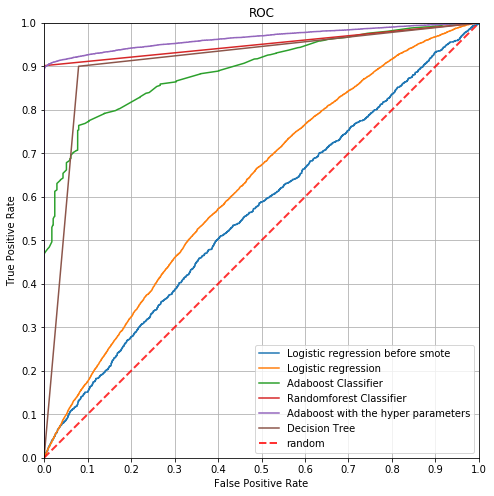 ROC
1.0
0.9
0.8
0.7
0.6
0.5
0.4
0.3
0.2
0.1
0.0
True Positive Rate
Logistic regression before smote
Logistic regression
Adaboost Classifier
Randomforest Classifier
Adaboost with the hyper parameters
Decision Tree
random
0.0 0.1 0.2 0.3 0.4 0.5 0.6 0.7 0.8 0.9 1.0
False Positive Rate